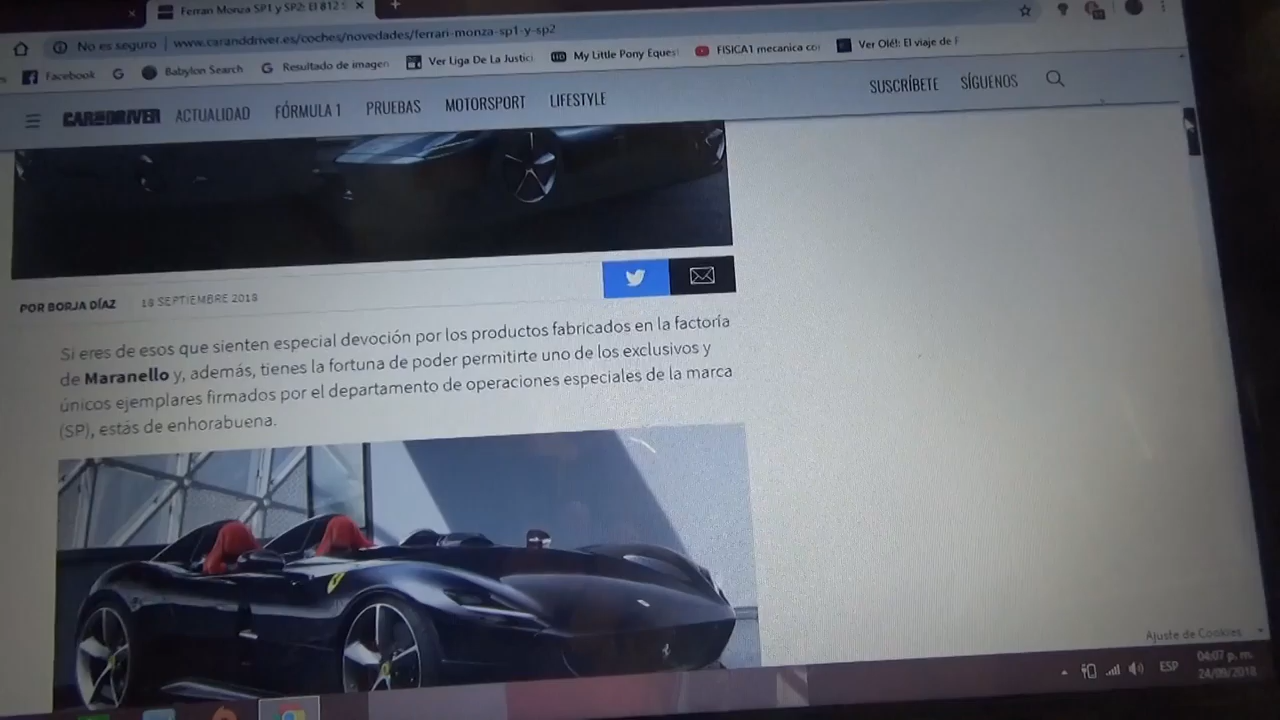 Ferrari Monza SP1 y SP2: El 812 S
No es seguro | www.caranddriver.es/coches/novedades/ferrari-monza-sp1-y-sp2
Facebook Babylon Search Resultado de imagen Ver Liga De La Justic My Little Pony Equest FISICA1 mecanica cor Ver Olé!: El viaje de F
CAR AND DRIVER ACTUALIDAD FÓRMULA 1 PRUEBAS MOTORSPORT LIFESTYLE SUSCRÍBETE SÍGUENOS
POR BORJA DÍAZ 18 SEPTIEMBRE 2018
Si eres de esos que sienten especial devoción por los productos fabricados en la factoría
de Maranello y, además, tienes la fortuna de poder permitirte uno de los exclusivos y
únicos ejemplares firmados por el departamento de operaciones especiales de la marca
(SP), estás de enhorabuena.
Ajuste de Cookies
ESP 04:07 p. m.
24/09/2018